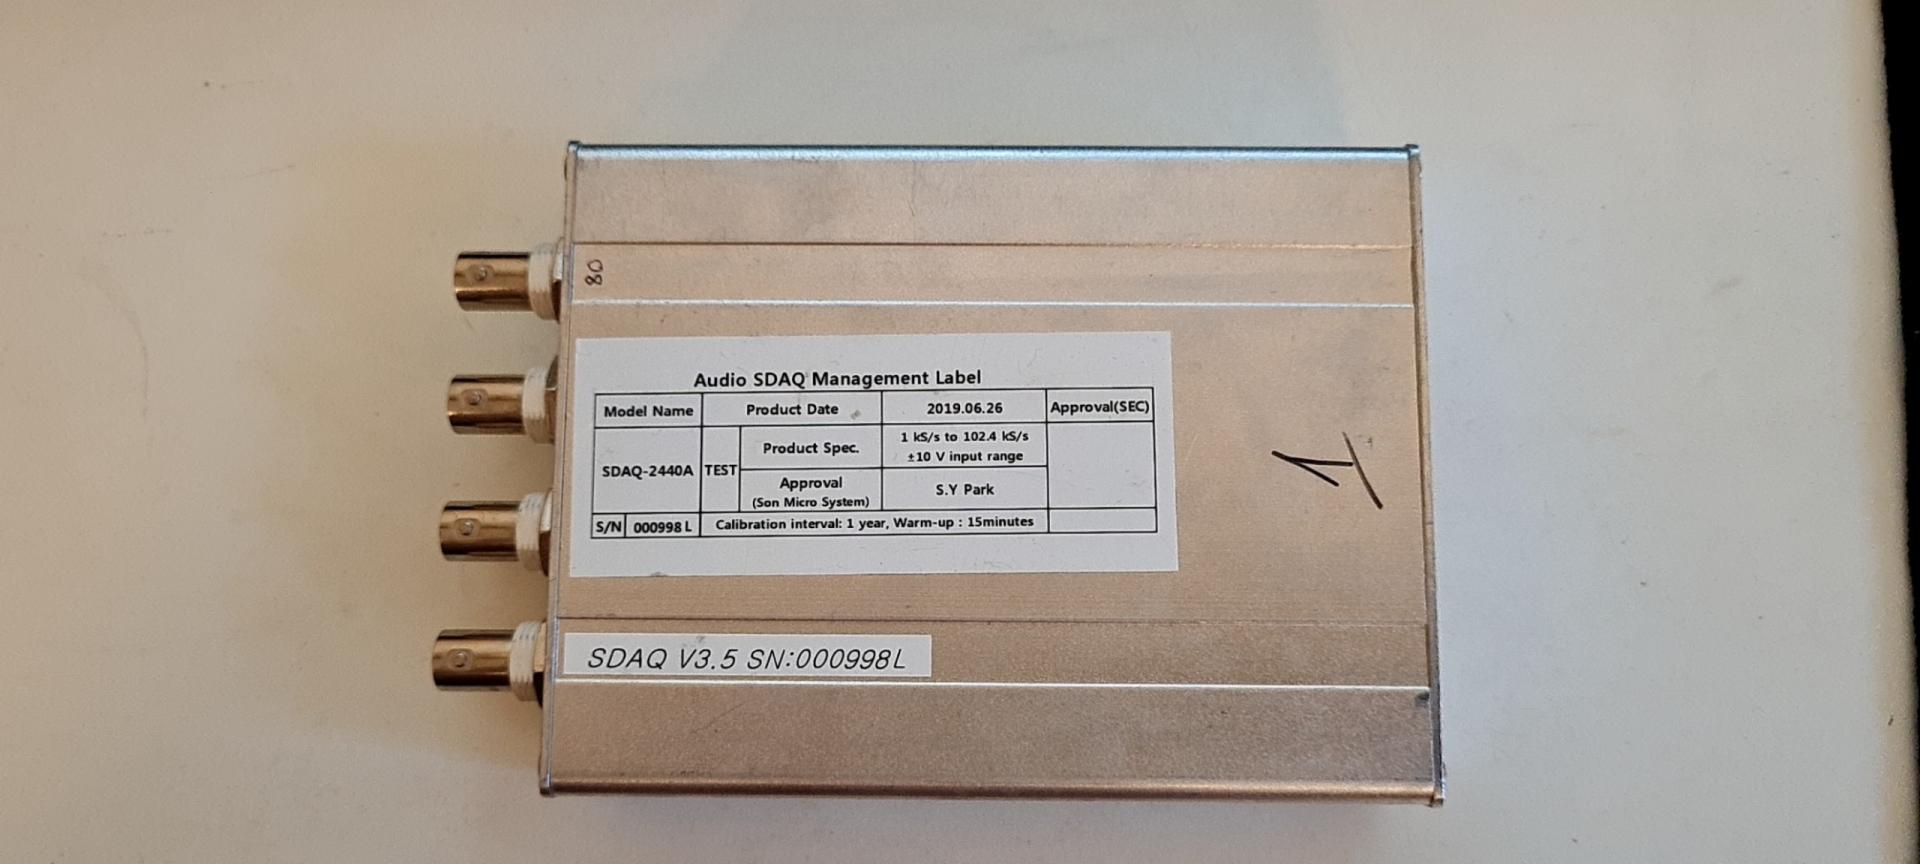 80
Audio SDAQ Management Label
Model Name Product Date 2019.06.26 Approval(SEC)
SDAQ-2440A TEST Product Spec. 1 kS/s to 102.4 kS/s
±10 V input range
Approval
(Son Micro System) S.Y Park
S/N 000998L Calibration interval: 1 year, Warm-up : 15minutes
1
SDAQ V3.5 SN:000998L